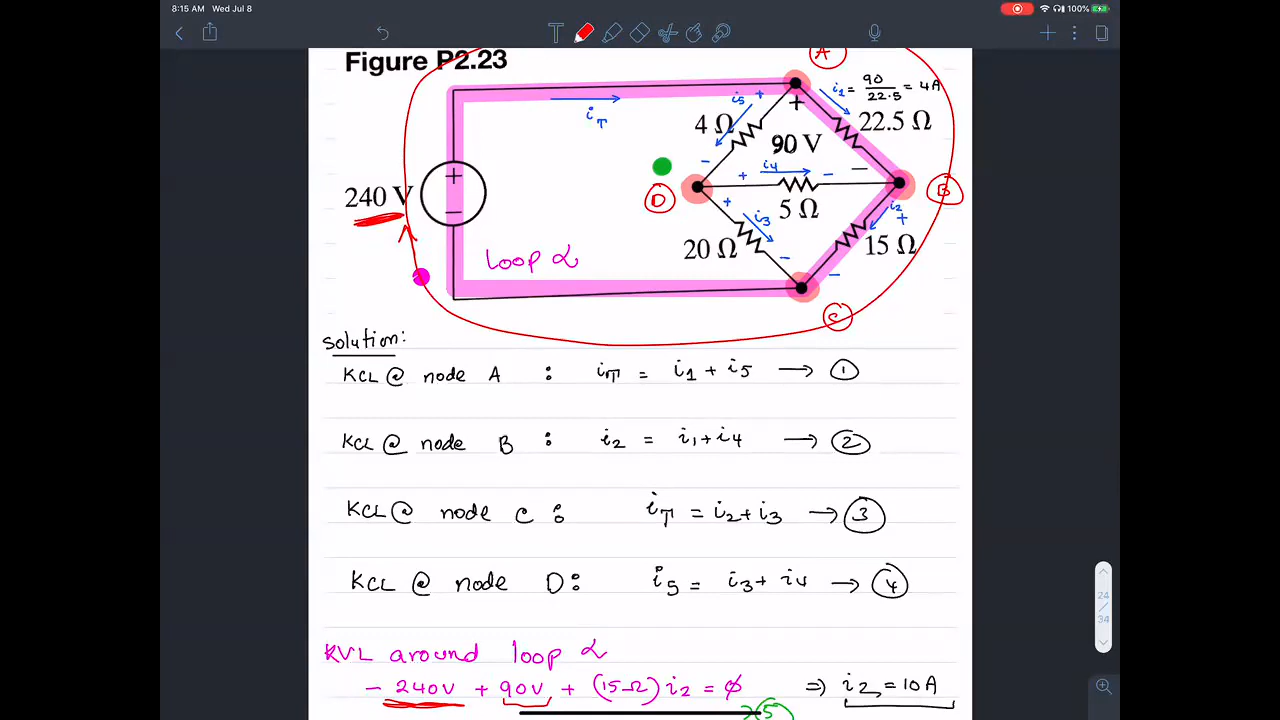 8:15 AM Wed Jul 8
100%
T
Figure P2.23
A
i1 = 90/22.5 = 4A
i5 +
iT
+
4 Ω
22.5 Ω
90 V
- + i4 - -
+
240 V
D
B
5 Ω
+ i3
i2 +
-
20 Ω
15 Ω
loop α
- -
C
Solution:
KCL @ node A : iT = i1 + i5 → ①
KCL @ node B : i2 = i1 + i4 → ②
KCL @ node C : iT = i2 + i3 → ③
KCL @ node D : i5 = i3 + i4 → ④
24
/
34
KVL around loop α
- 240V + 90V + (15Ω) i2 = ∅ ⇒ i2 = 10A